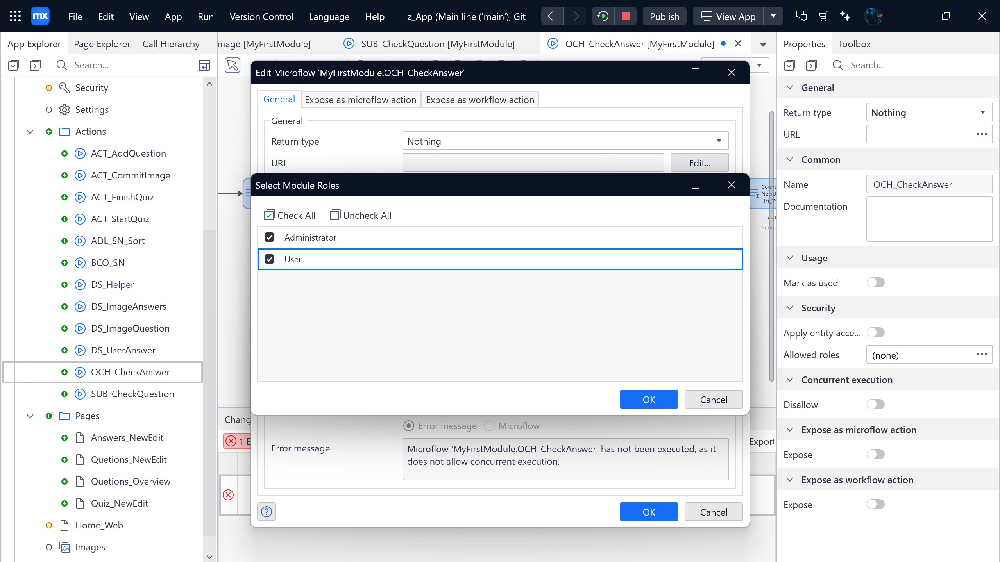 mx
File
Edit
View
App
Run
Version Control
Language
Help
z_App (Main line ('main'), Git
Publish
View App
App Explorer
Page Explorer
Call Hierarchy
mage [MyFirstModule]
SUB_CheckQuestion [MyFirstModule]
OCH_CheckAnswer [MyFirstModule]
Properties
Toolbox
Search...
Search...
Security
Settings
Actions
ACT_AddQuestion
ACT_CommitImage
ACT_FinishQuiz
ACT_StartQuiz
ADL_SN_Sort
BCO_SN
DS_Helper
DS_ImageAnswers
DS_ImageQuestion
DS_UserAnswer
OCH_CheckAnswer
SUB_CheckQuestion
Pages
Answers_NewEdit
Quetions_NewEdit
Quetions_Overview
Quiz_NewEdit
Home_Web
Images
Edit Microflow 'MyFirstModule.OCH_CheckAnswer'
General
Expose as microflow action
Expose as workflow action
General
Return type
Nothing
URL
Edit...
Select Module Roles
Check All
Uncheck All
Administrator
User
OK
Cancel
Count
NewU
List_Tr
Integе
Chang
1 E
Export
Error message
Microflow
Error message
Microflow 'MyFirstModule.OCH_CheckAnswer' has not been executed, as it
does not allow concurrent execution.
OK
Cancel
General
Return type
Nothing
URL
Common
Name
OCH_CheckAnswer
Documentation
Usage
Mark as used
Security
Apply entity acce...
Allowed roles
(none)
Concurrent execution
Disallow
Expose as microflow action
Expose
Expose as workflow action
Expose